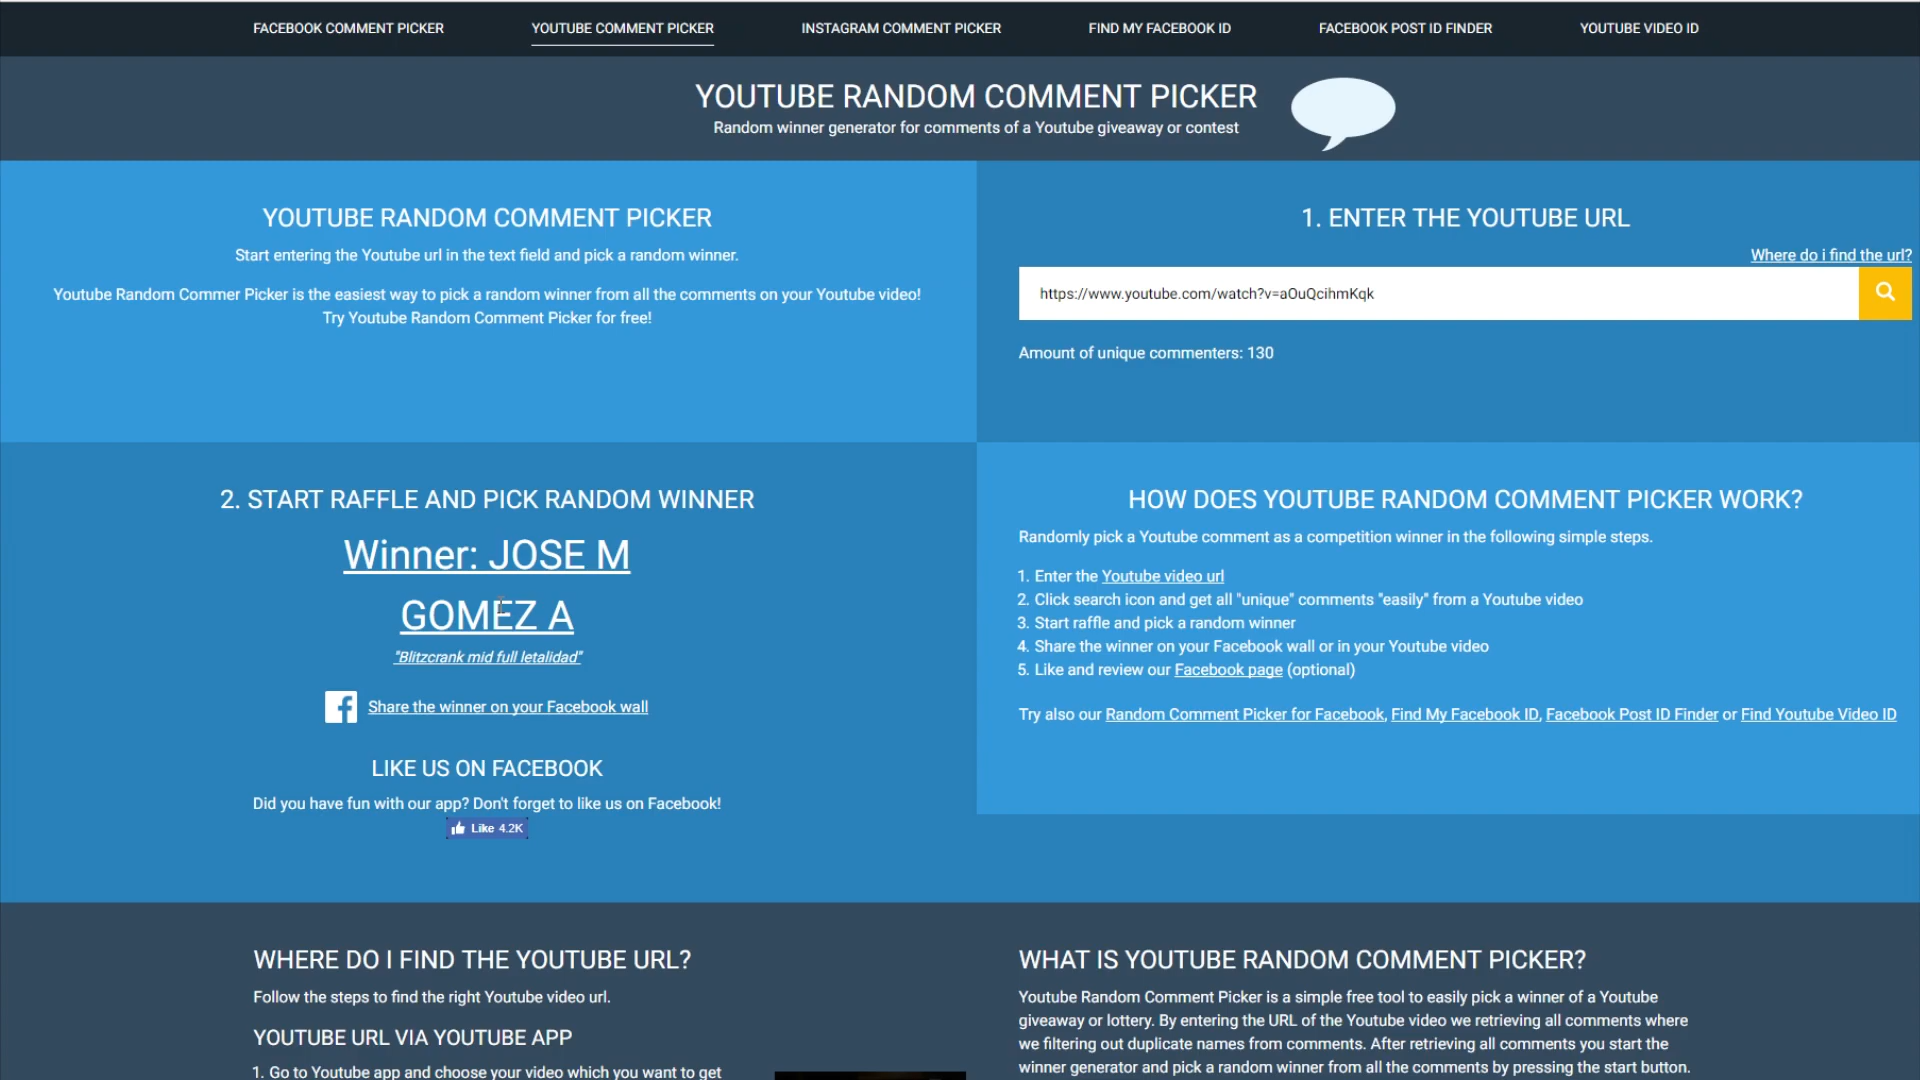 FACEBOOK COMMENT PICKER
YOUTUBE COMMENT PICKER
INSTAGRAM COMMENT PICKER
FIND MY FACEBOOK ID
FACEBOOK POST ID FINDER
YOUTUBE VIDEO ID
YOUTUBE RANDOM COMMENT PICKER
Random winner generator for comments of a Youtube giveaway or contest
YOUTUBE RANDOM COMMENT PICKER
Start entering the Youtube url in the text field and pick a random winner.
Youtube Random Commer Picker is the easiest way to pick a random winner from all the comments on your Youtube video!
Try Youtube Random Comment Picker for free!
1. ENTER THE YOUTUBE URL
Where do i find the url?
https://www.youtube.com/watch?v=aOuQcihmKqk
Amount of unique commenters: 130
2. START RAFFLE AND PICK RANDOM WINNER
Winner: JOSE M
GOMEZ A
"Blitzcrank mid full letalidad"
Share the winner on your Facebook wall
LIKE US ON FACEBOOK
Did you have fun with our app? Don't forget to like us on Facebook!
Like 4.2K
HOW DOES YOUTUBE RANDOM COMMENT PICKER WORK?
Randomly pick a Youtube comment as a competition winner in the following simple steps.
1. Enter the Youtube video url
2. Click search icon and get all "unique" comments "easily" from a Youtube video
3. Start raffle and pick a random winner
4. Share the winner on your Facebook wall or in your Youtube video
5. Like and review our Facebook page (optional)
Try also our Random Comment Picker for Facebook, Find My Facebook ID, Facebook Post ID Finder or Find Youtube Video ID
WHERE DO I FIND THE YOUTUBE URL?
Follow the steps to find the right Youtube video url.
YOUTUBE URL VIA YOUTUBE APP
1. Go to Youtube app and choose your video which you want to get
WHAT IS YOUTUBE RANDOM COMMENT PICKER?
Youtube Random Comment Picker is a simple free tool to easily pick a winner of a Youtube
giveaway or lottery. By entering the URL of the Youtube video we retrieving all comments where
we filtering out duplicate names from comments. After retrieving all comments you start the
winner generator and pick a random winner from all the comments by pressing the start button.